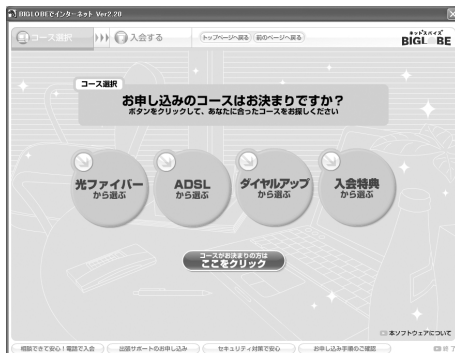 BIGLOBEでインターネット Ver2.20
コース選択
入会する
トップページへ戻る
前のページへ戻る
BIGLOBE
コース選択
お申し込みのコースはお決まりですか？
ボタンをクリックして、あなたに合ったコースをお探しください
光ファイバー
から選ぶ
ADSL
から選ぶ
ダイヤルアップ
から選ぶ
入会特典
から選ぶ
コースがお決まりの方は
ここをクリック
本ソフトウェアについて
相談できて安心！電話で入会
出張サポートのお申し込み
セキュリティ対策で安心
お申し込み手順のご確認
終了